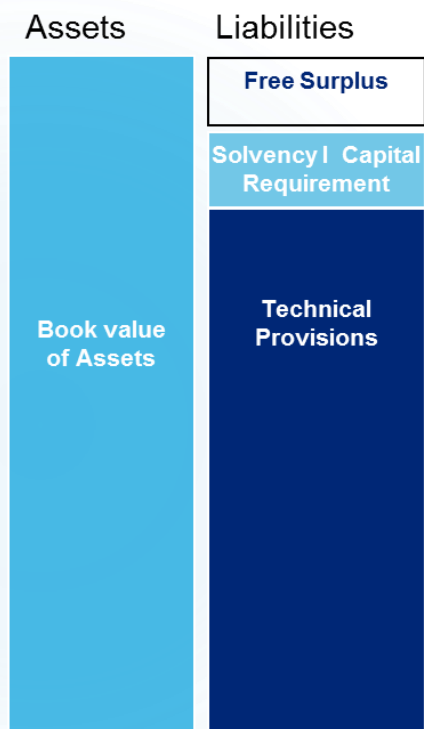 Assets
Liabilities
Free Surplus
Solvency I Capital
Requirement
Technical
Provisions
Book value
of Assets